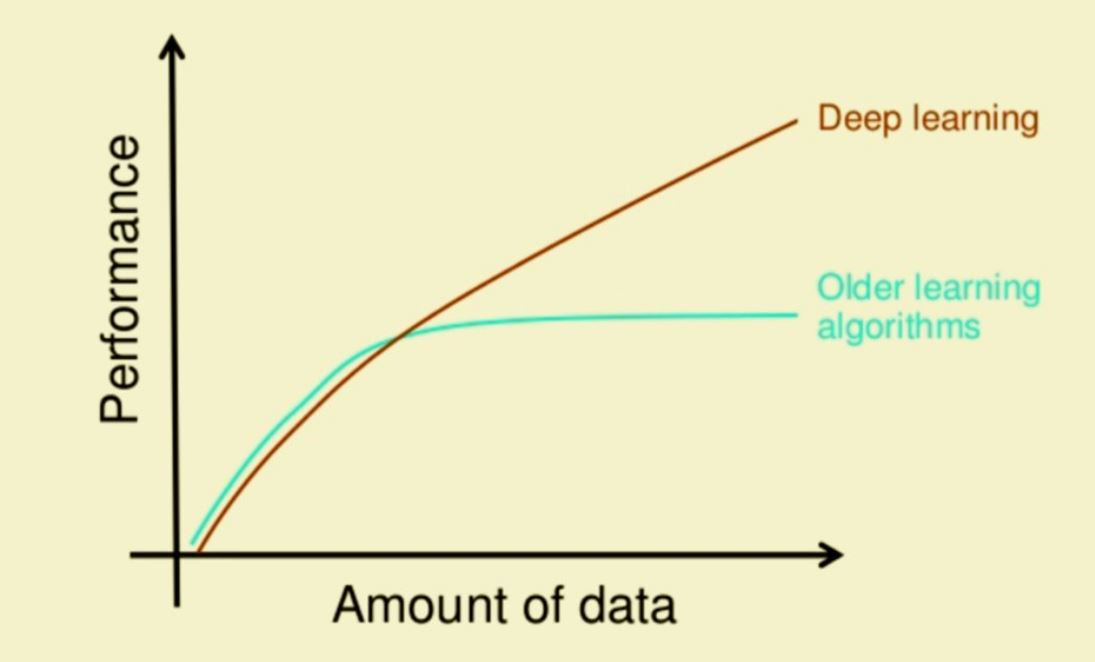 Performance
Deep learning
Older learning
algorithms
Amount of data